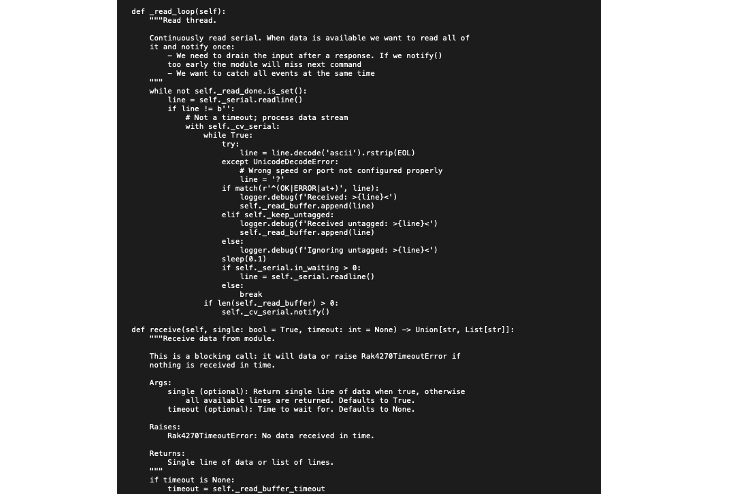 def _read_loop(self):
"""Read thread.
Continuously read serial. When data is available we want to read all of
it and notify once:
- We need to drain the input after a response. If we notify()
too early the module will miss next command
- We want to catch all events at the same time
"""
while not self._read_done.is_set():
line = self._serial.readline()
if line != b'':
# Not a timeout; process data stream
with self._cv_serial:
while True:
try:
line = line.decode('ascii').rstrip(EOL)
except UnicodeDecodeError:
# Wrong speed or port not configured properly
line = '?'
if match(r'^(OK|ERROR|at+)', line):
logger.debug(f'Received: >{line}<')
self._read_buffer.append(line)
elif self._keep_untagged:
logger.debug(f'Received untagged: >{line}<')
self._read_buffer.append(line)
else:
logger.debug(f'Ignoring untagged: >{line}<')
sleep(0.1)
if self._serial.in_waiting > 0:
line = self._serial.readline()
else:
break
if len(self._read_buffer) > 0:
self._cv_serial.notify()
def receive(self, single: bool = True, timeout: int = None) -> Union[str, List[str]]:
"""Receive data from module.
This is a blocking call: it will data or raise Rak4270TimeoutError if
nothing is received in time.
Args:
single (optional): Return single line of data when true, otherwise
all available lines are returned. Defaults to True.
timeout (optional): Time to wait for. Defaults to None.
Raises:
Rak4270TimeoutError: No data received in time.
Returns:
Single line of data or list of lines.
"""
if timeout is None:
timeout = self._read_buffer_timeout